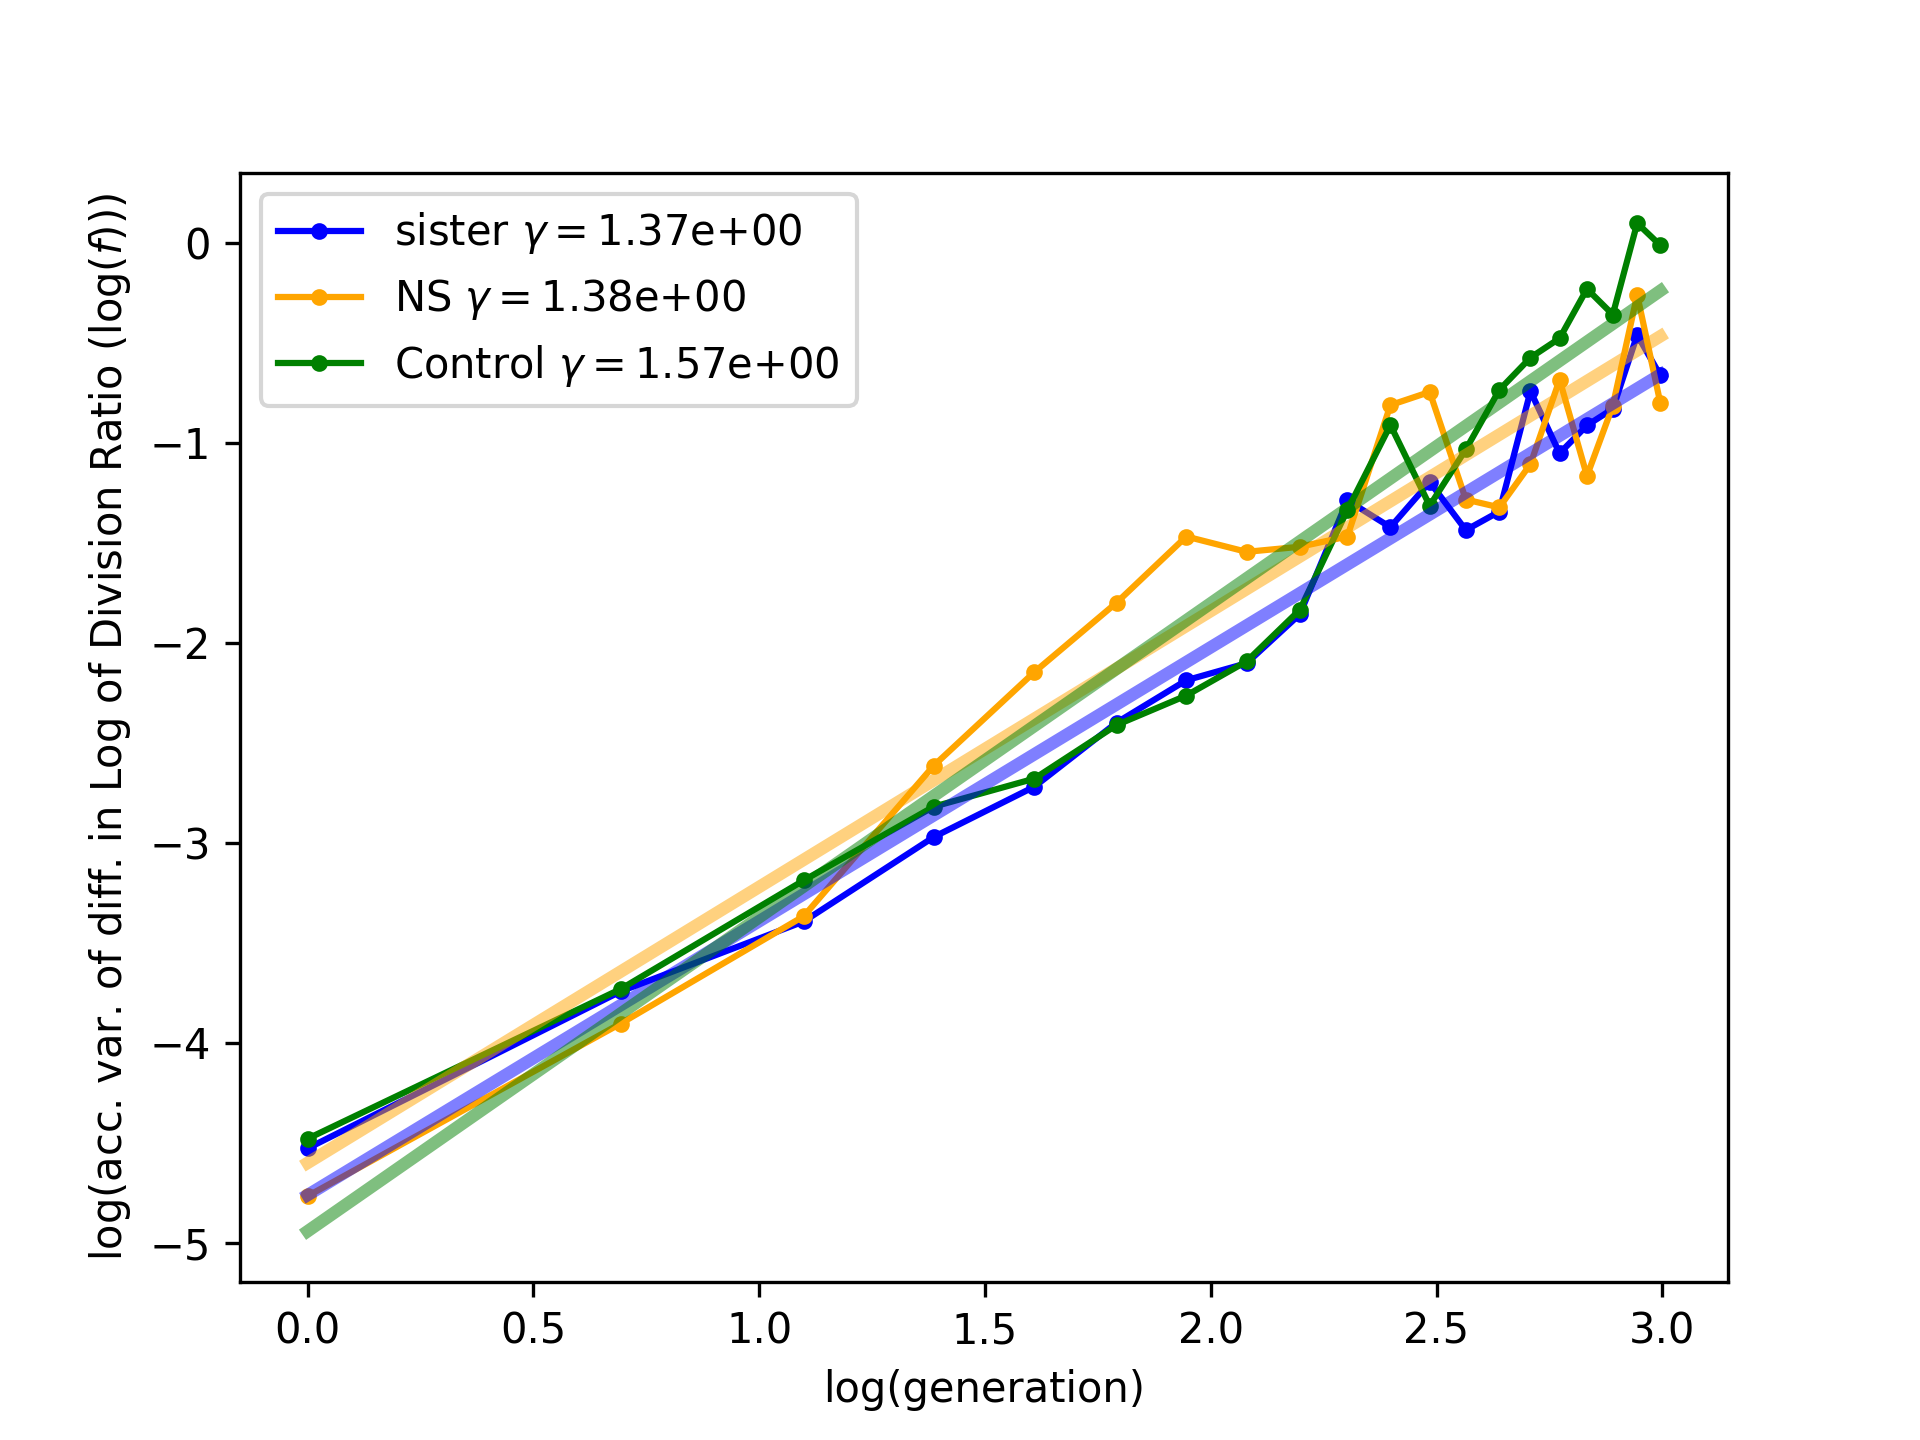 sister γ = 1.37e+00
NS γ = 1.38e+00
Control γ = 1.57e+00
log(acc. var. of diff. in Log of Division Ratio (log(f)))
0
−1
−2
−3
−4
−5
0.0 0.5 1.0 1.5 2.0 2.5 3.0
log(generation)